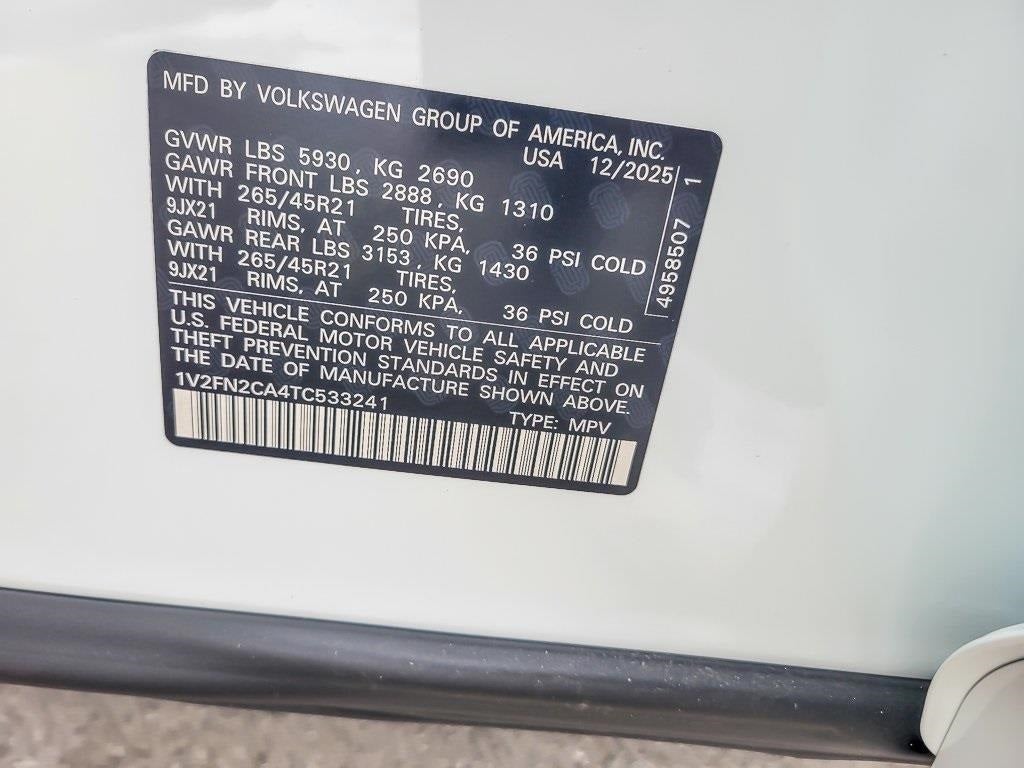 MFD BY VOLKSWAGEN GROUP OF AMERICA, INC.
USA 12/2025
GVWR LBS 5930, KG 2690
GAWR FRONT LBS 2888, KG 1310
WITH 265/45R21 TIRES,
9JX21 RIMS, AT 250 KPA, 36 PSI COLD
GAWR REAR LBS 3153, KG 1430
WITH 265/45R21 TIRES,
9JX21 RIMS, AT 250 KPA, 36 PSI COLD
THIS VEHICLE CONFORMS TO ALL APPLICABLE
U.S. FEDERAL MOTOR VEHICLE SAFETY AND
THEFT PREVENTION STANDARDS IN EFFECT ON
THE DATE OF MANUFACTURE SHOWN ABOVE.
1V2FN2CA4TC533241 TYPE: MPV
4958507 1